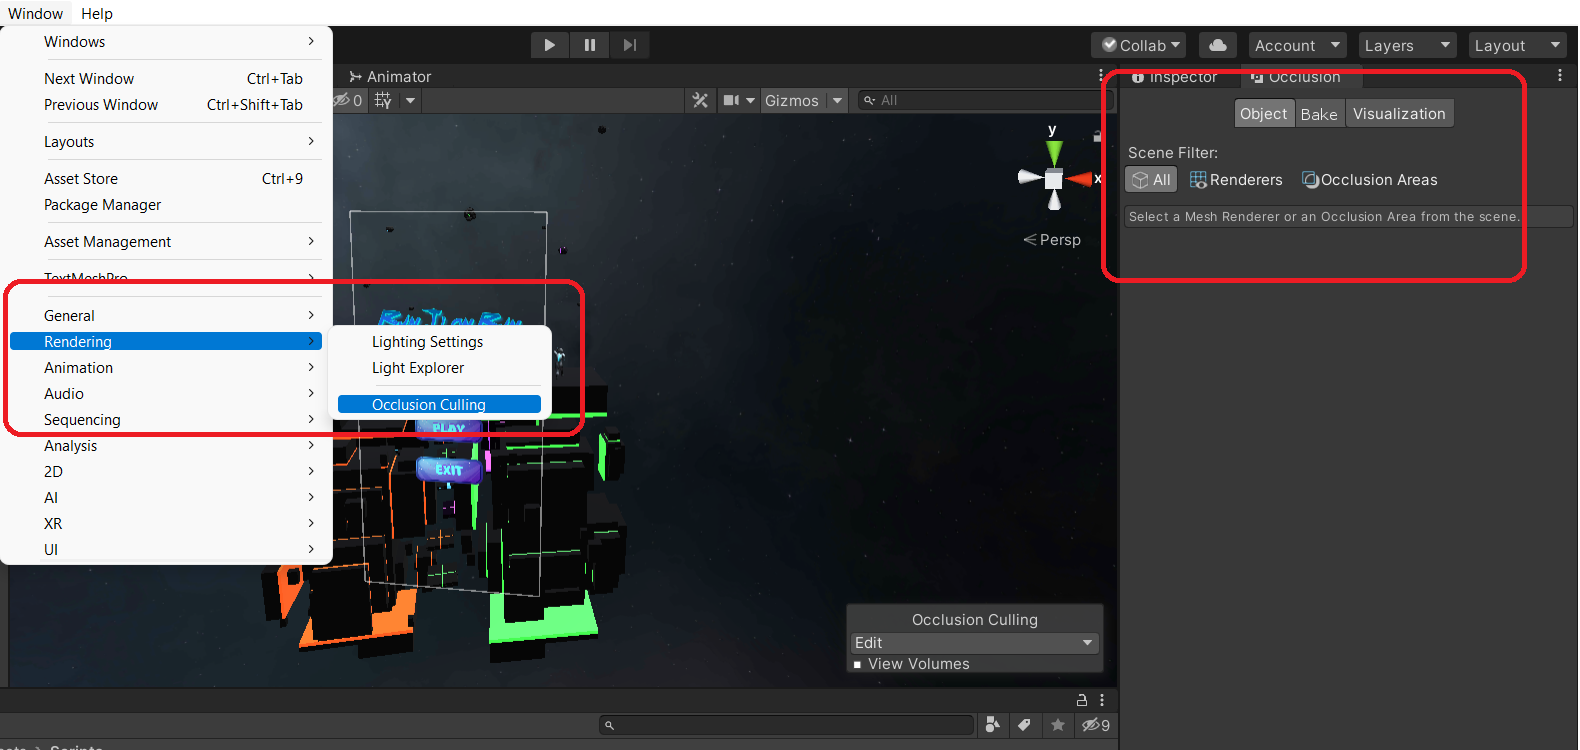 Window Help
Windows
Next Window Ctrl+Tab
Previous Window Ctrl+Shift+Tab
Layouts
Asset Store Ctrl+9
Package Manager
Asset Management
TextMeshPro
General
Rendering
Animation
Audio
Sequencing
Analysis
2D
AI
XR
UI
Lighting Settings
Light Explorer
Occlusion Culling
Collab Account Layers Layout
Animator
0 Gizmos All
y
x
Persp
PLAY
EXIT
Occlusion Culling
Edit
View Volumes
Inspector Occlusion
Object Bake Visualization
Scene Filter:
All Renderers Occlusion Areas
Select a Mesh Renderer or an Occlusion Area from the scene.
9
Scripts